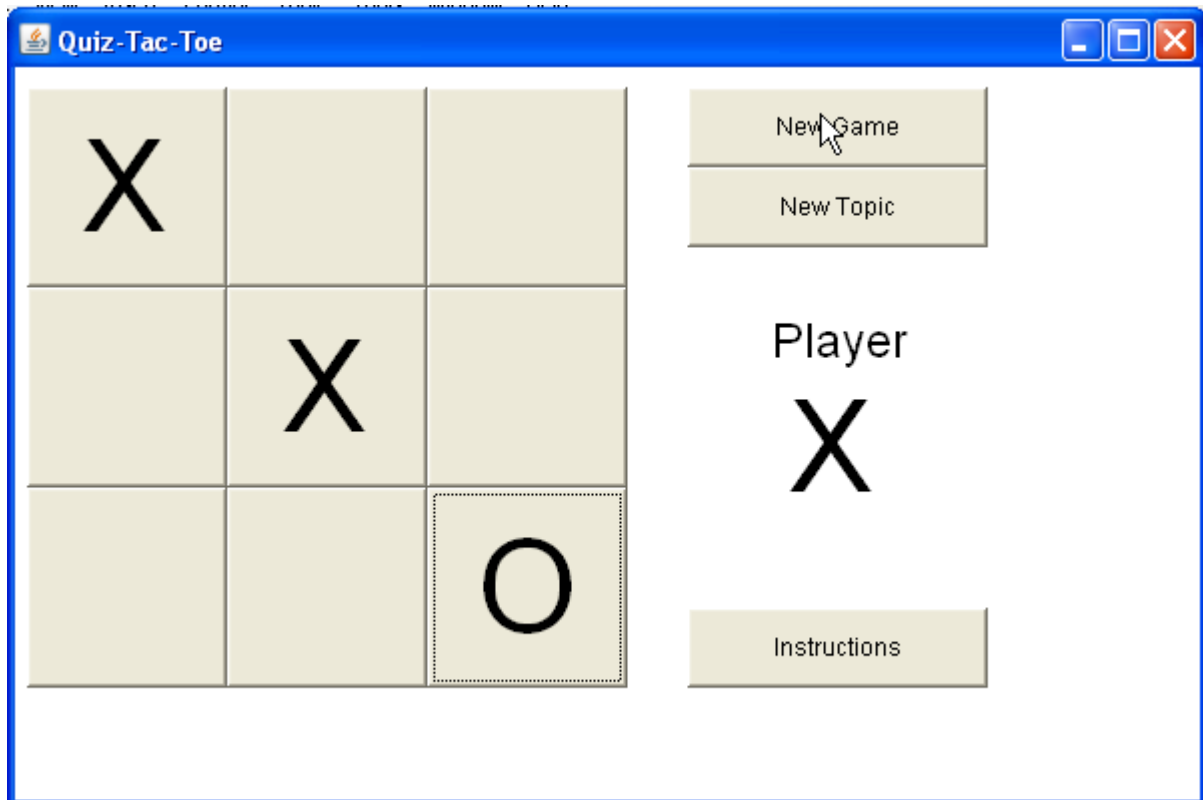 Quiz-Tac-Toe
X
X
O
New Game
New Topic
Player
X
Instructions